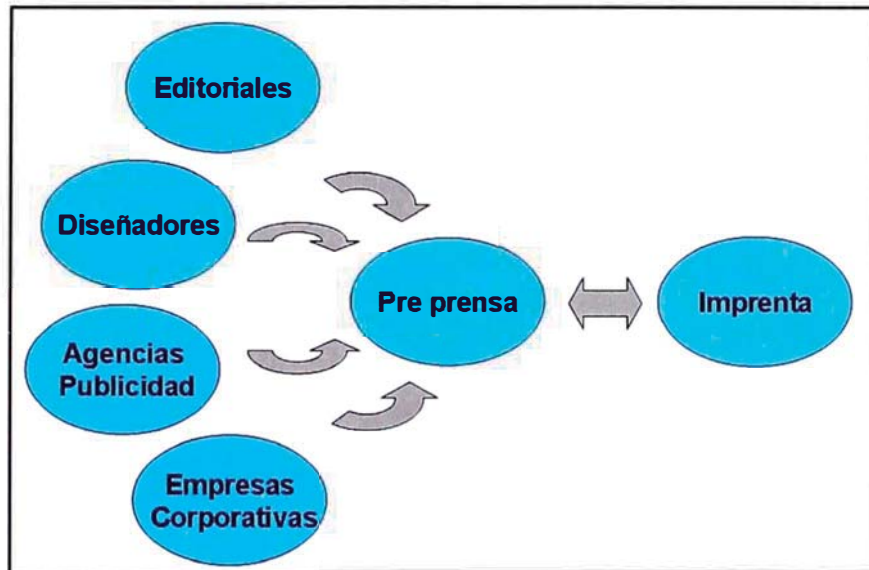 Editoriales
Diseñadores
Pre prensa
Imprenta
Agencias
Publicidad
Empresas
Corporativas